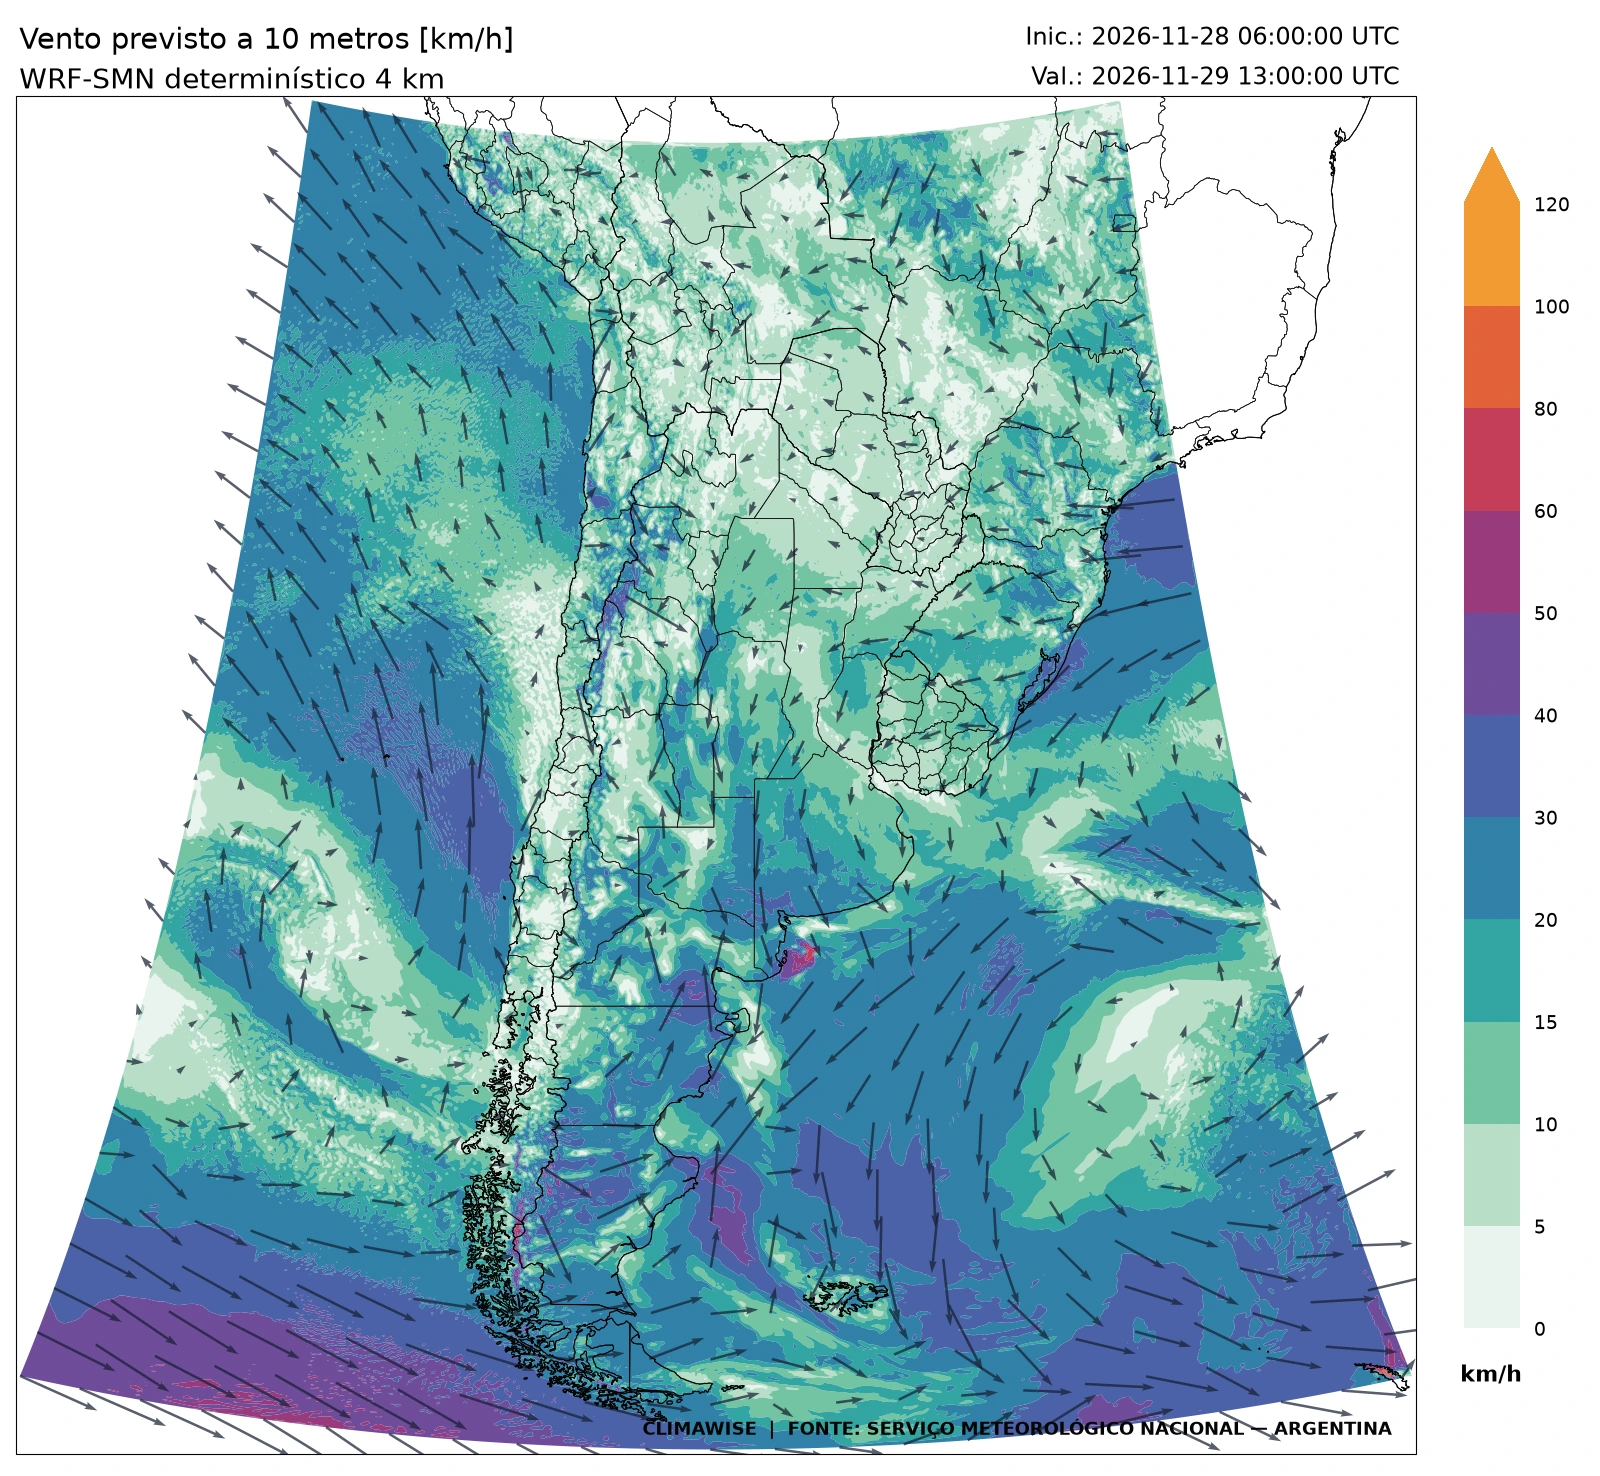 Vento previsto a 10 metros [km/h]
WRF-SMN determinístico 4 km
Inic.: 2026-11-28 06:00:00 UTC
Val.: 2026-11-29 13:00:00 UTC
120
100
80
60
50
40
30
20
15
10
5
0
km/h
CLIMAWISE | FONTE: SERVIÇO METEOROLÓGICO NACIONAL — ARGENTINA